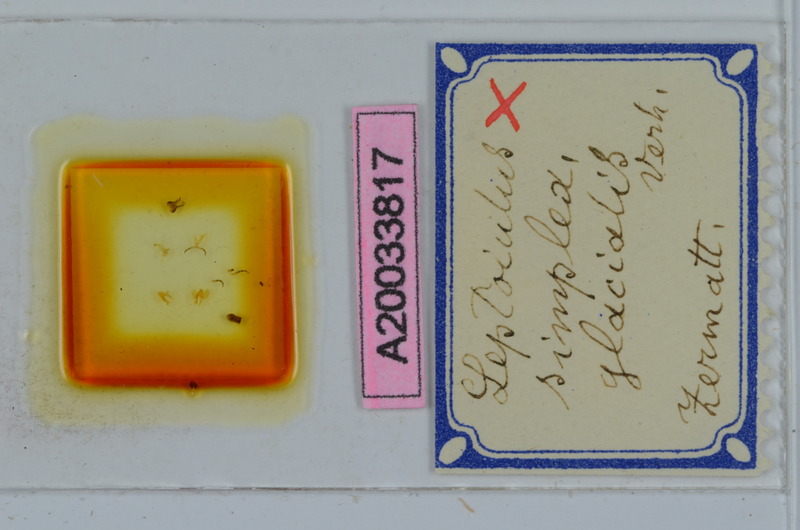 A20033817
Leptoiulus X
simplex,
glacialis
Verh.
Zermatt.